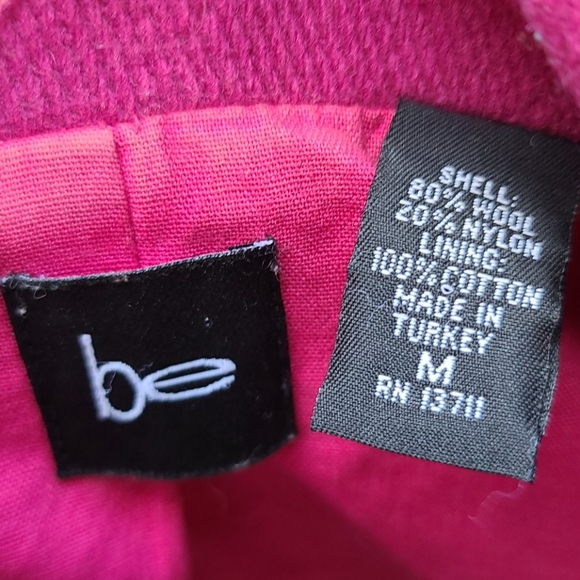 be
SHELL:
80% WOOL
20% NYLON
LINING:
100% COTTON
MADE IN
TURKEY
M
RN 13711